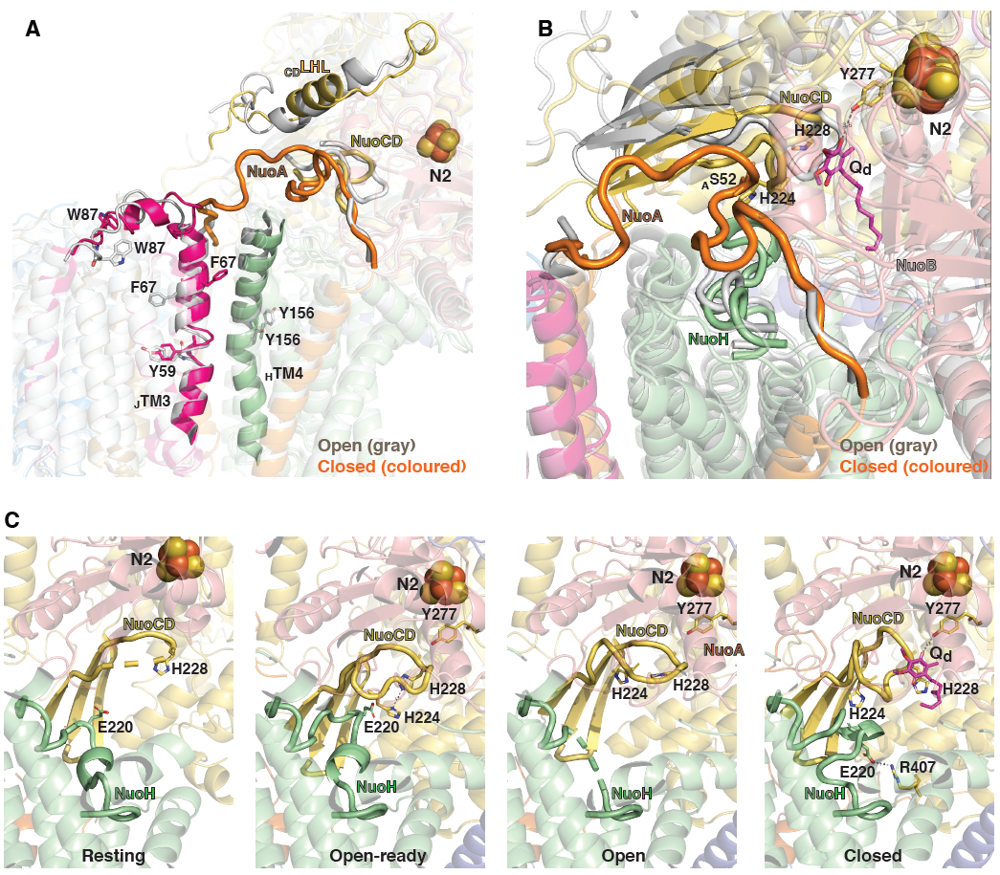 A
CDLHL
NuoCD
NuoA
N2
W87
W87
F67
F67
Y156
Y156
Y59
HTM4
JTM3
Open (gray)
Closed (coloured)
B
Y277
NuoCD
N2
H228
Qd
AS52
H224
NuoA
NuoB
NuoH
Open (gray)
Closed (coloured)
C
N2
NuoCD
H228
E220
NuoH
Resting
N2
Y277
NuoCD
H228
H224
E220
NuoH
Open-ready
N2
Y277
NuoCD
NuoA
H224
H228
NuoH
Open
N2
Y277
NuoCD
Qd
H228
H224
E220
R407
NuoH
Closed